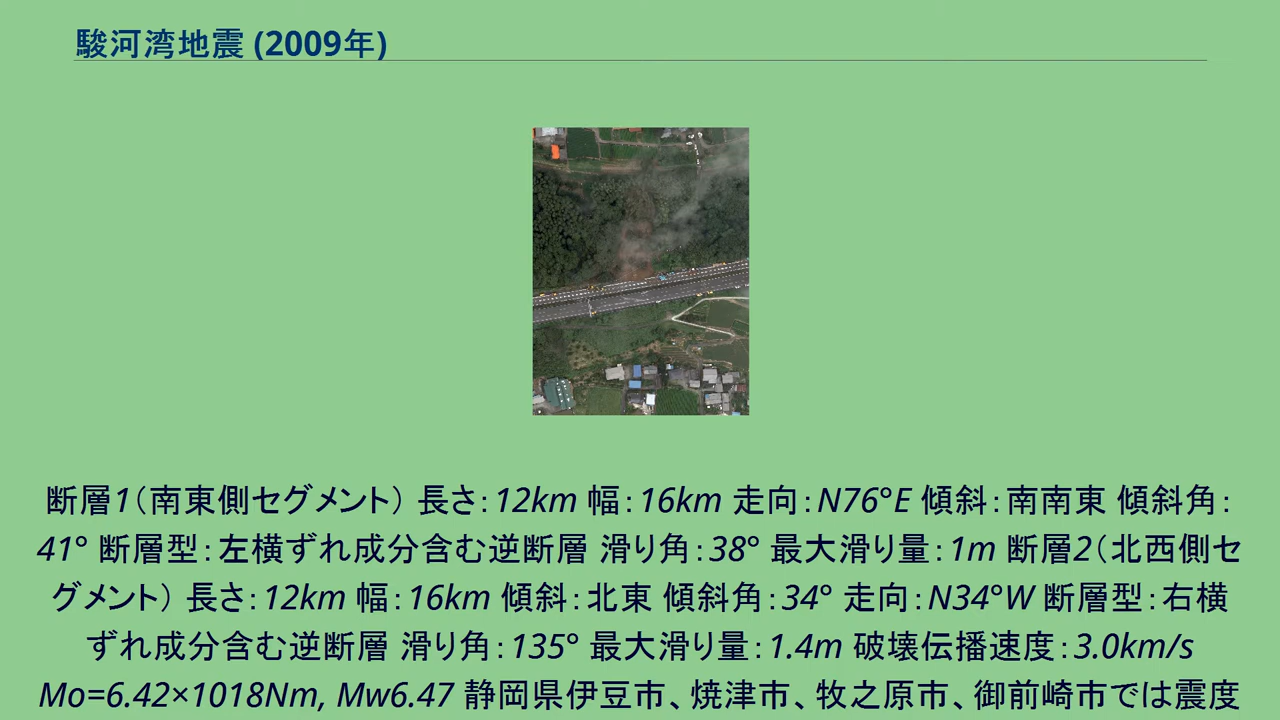 駿河湾地震 (2009年)
断層1（南東側セグメント） 長さ：12km 幅：16km 走向：N76°E 傾斜：南南東 傾斜角：
41° 断層型：左横ずれ成分含む逆断層 滑り角：38° 最大滑り量：1m 断層2（北西側セ
グメント） 長さ：12km 幅：16km 傾斜：北東 傾斜角：34° 走向：N34°W 断層型：右横
ずれ成分含む逆断層 滑り角：135° 最大滑り量：1.4m 破壊伝播速度：3.0km/s
Mo=6.42×1018Nm, Mw6.47 静岡県伊豆市、焼津市、牧之原市、御前崎市では震度